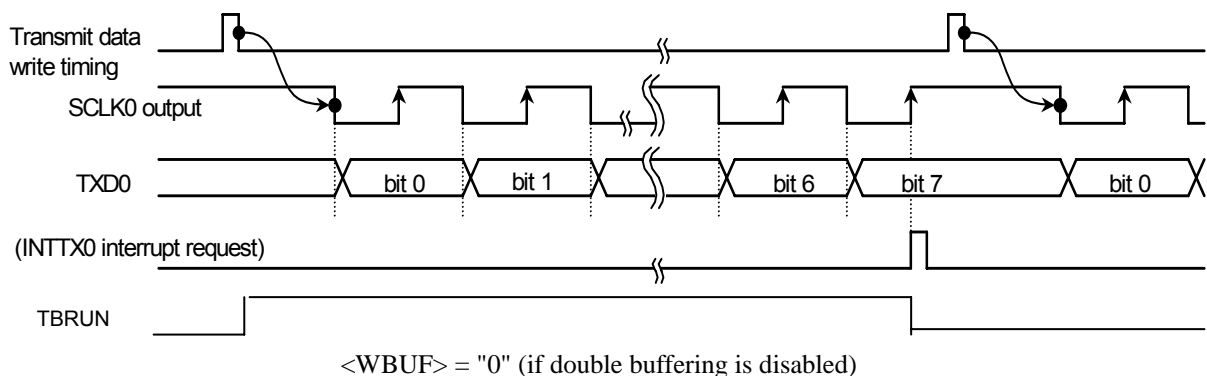 Transmit data
write timing
SCLK0 output
TXD0
bit 0
bit 1
bit 6
bit 7
bit 0
(INTTX0 interrupt request)
TBRUN
<WBUF> = "0" (if double buffering is disabled)